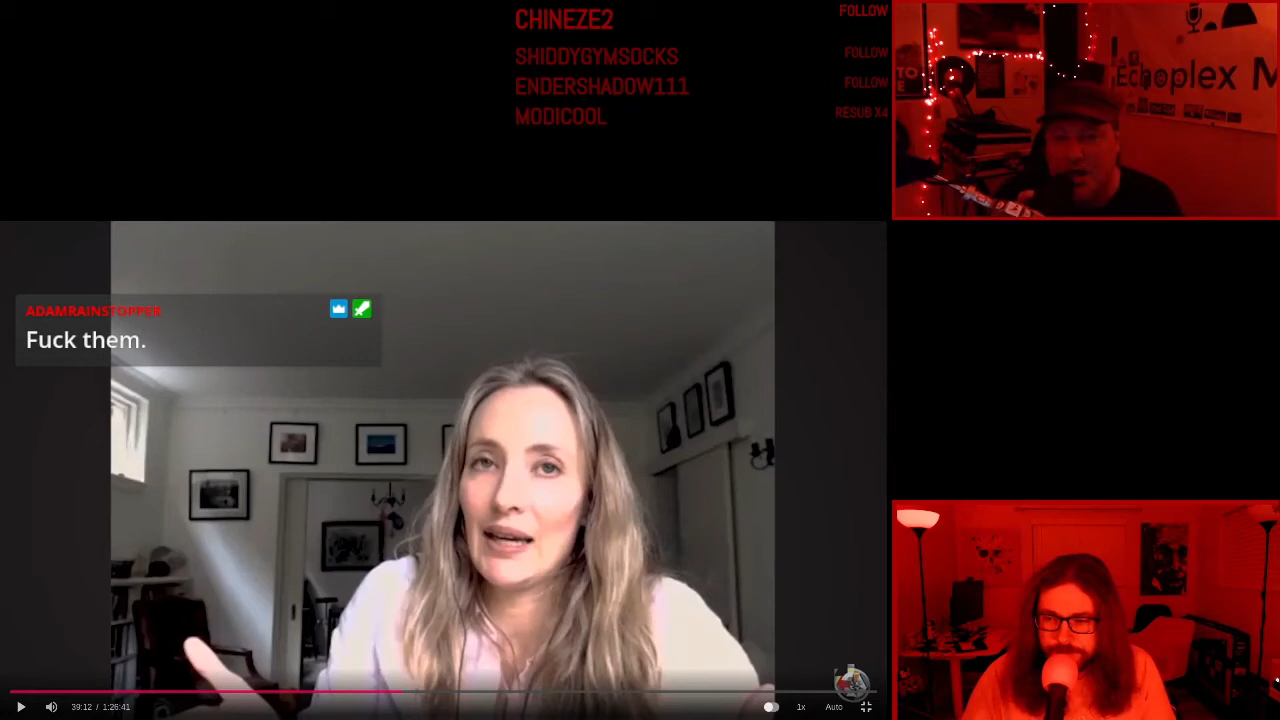 CHINEZE2
FOLLOW
SHIDDYGYMSOCKS
FOLLOW
ENDERSHADOW111
FOLLOW
MODICOOL
RESUB X4
Echoplex M
ADAMRAINSTOPPER
Fuck them.
39:12 / 1:26:41
1x
Auto